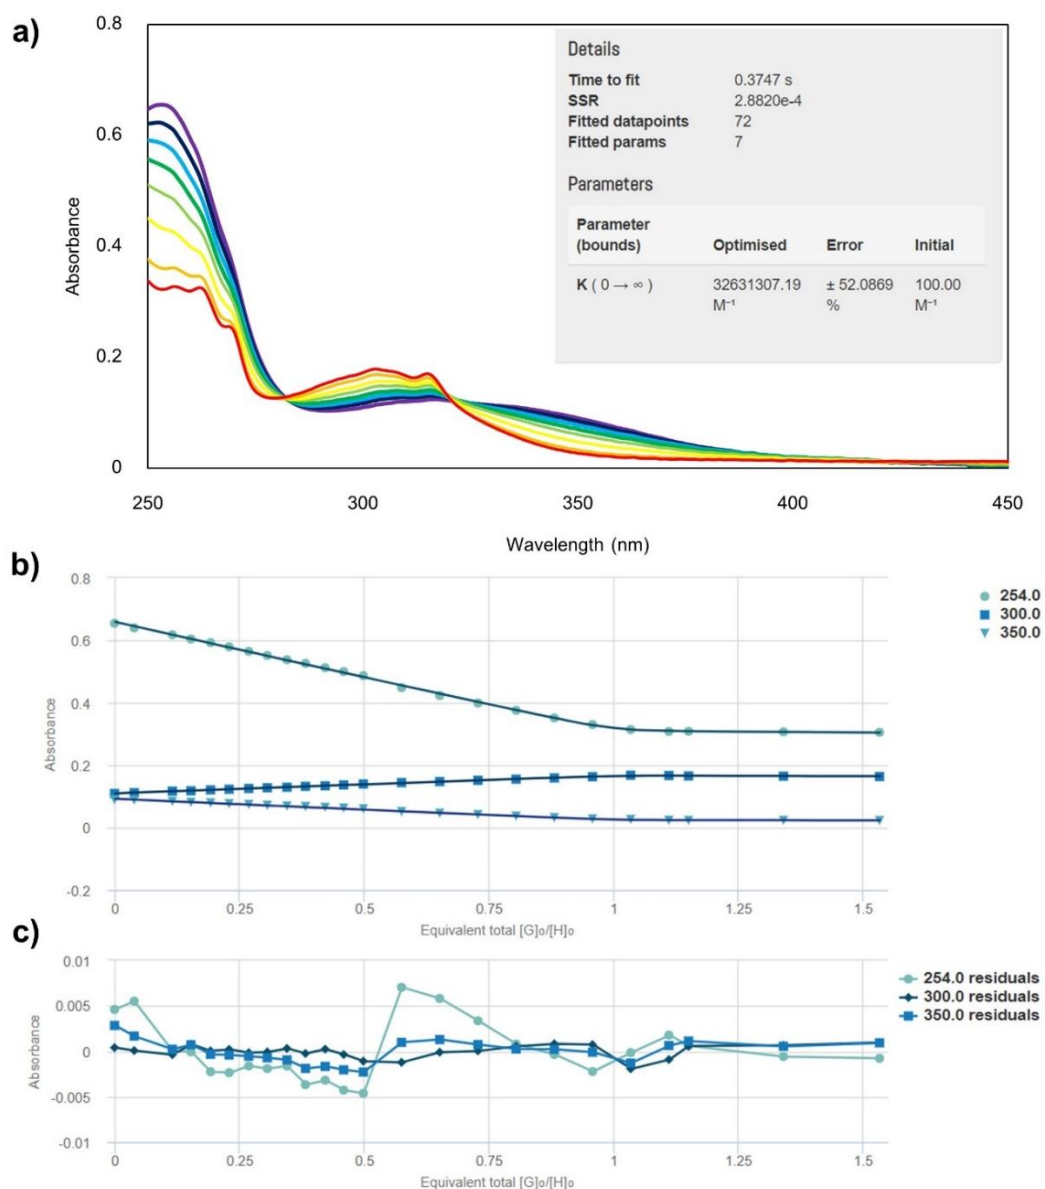 a)
0.8
0.6
0.4
0.2
0
Absorbance
250
300
350
400
450
Wavelength (nm)
Details
Time to fit 0.3747 s
SSR 2.8820e-4
Fitted datapoints 72
Fitted params 7
Parameters
Parameter
(bounds) Optimised Error Initial
K ( 0 → ∞ ) 32631307.19 ± 52.0869 100.00
M⁻¹ % M⁻¹
b)
0.8
0.6
0.4
0.2
0
-0.2
Absorbance
0 0.25 0.5 0.75 1 1.25 1.5
Equivalent total [G]₀/[H]₀
254.0
300.0
350.0
c)
0.01
0.005
0
-0.005
-0.01
Absorbance
0 0.25 0.5 0.75 1 1.25 1.5
Equivalent total [G]₀/[H]₀
254.0 residuals
300.0 residuals
350.0 residuals